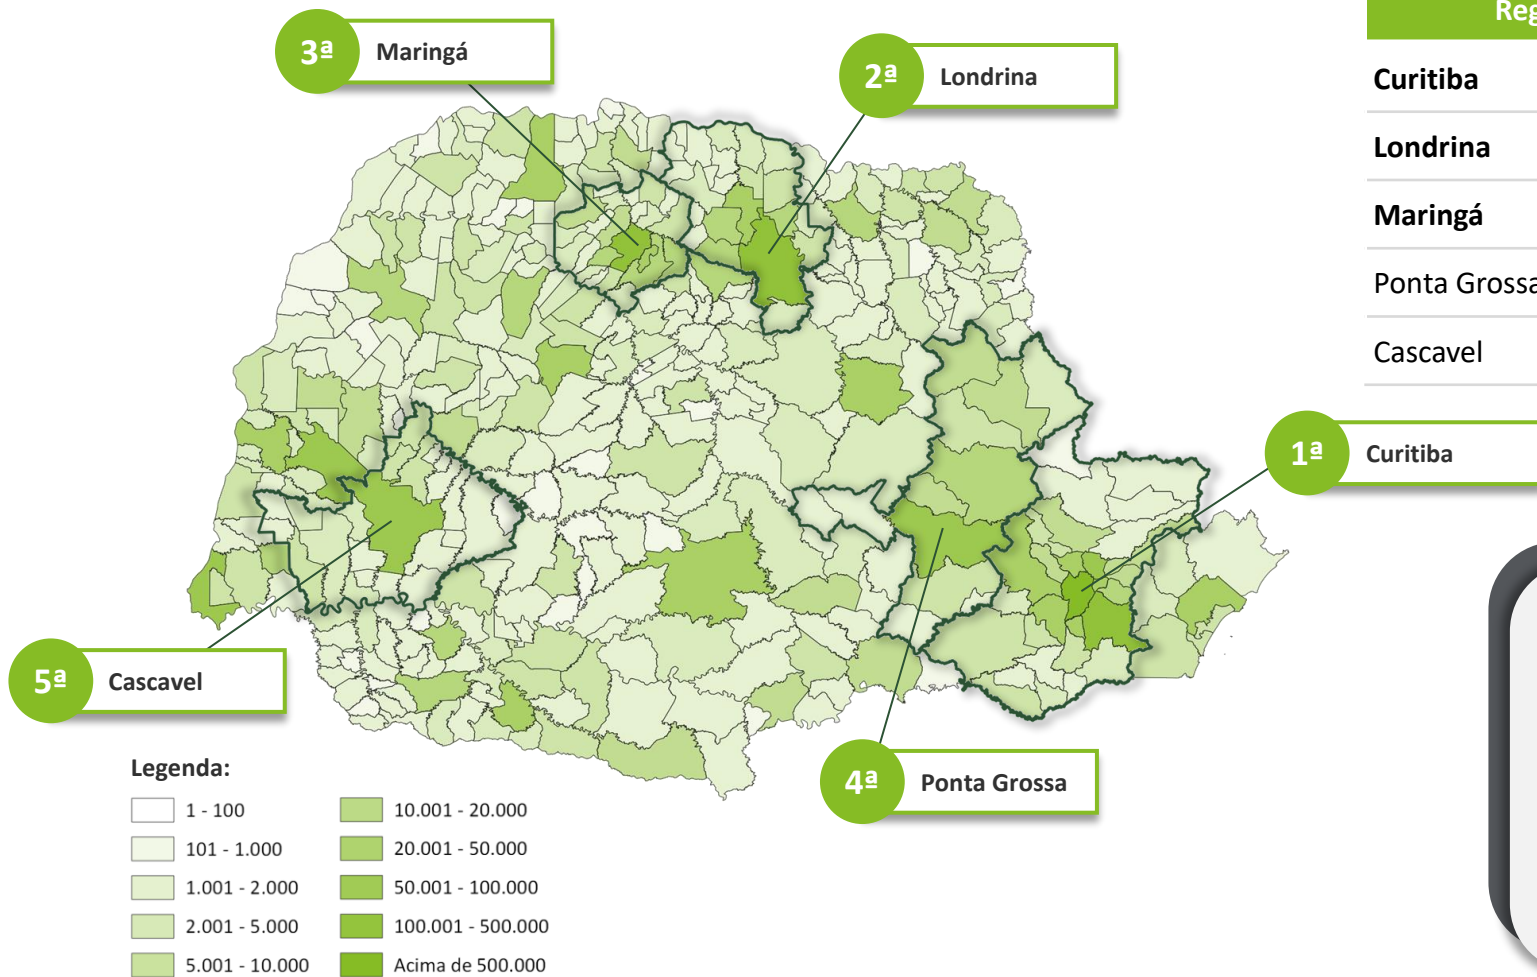 3ª Maringá
2ª Londrina
Reg
Curitiba
Londrina
Maringá
Ponta Grossa
Cascavel
1ª Curitiba
5ª Cascavel
4ª Ponta Grossa
Legenda:
1 - 100
101 - 1.000
1.001 - 2.000
2.001 - 5.000
5.001 - 10.000
10.001 - 20.000
20.001 - 50.000
50.001 - 100.000
100.001 - 500.000
Acima de 500.000